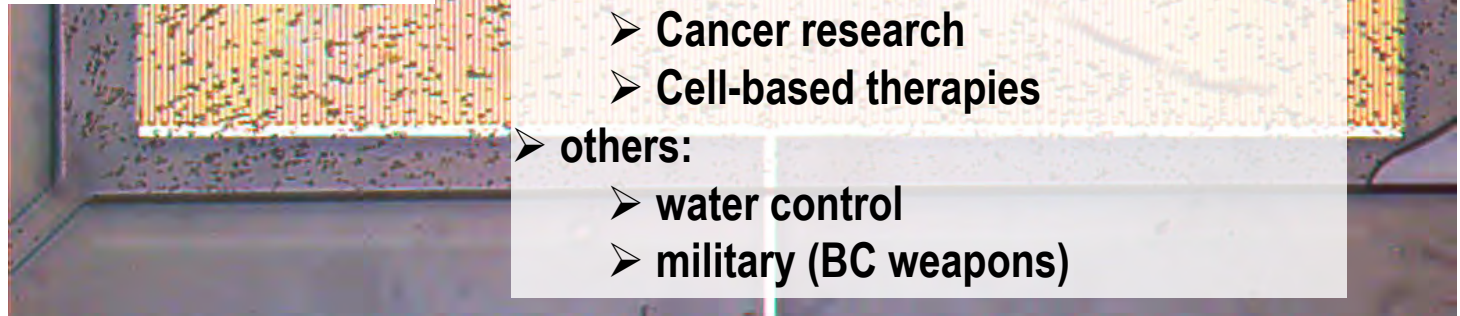 ➢ Cancer research
➢ Cell-based therapies
➢ others:
➢ water control
➢ military (BC weapons)